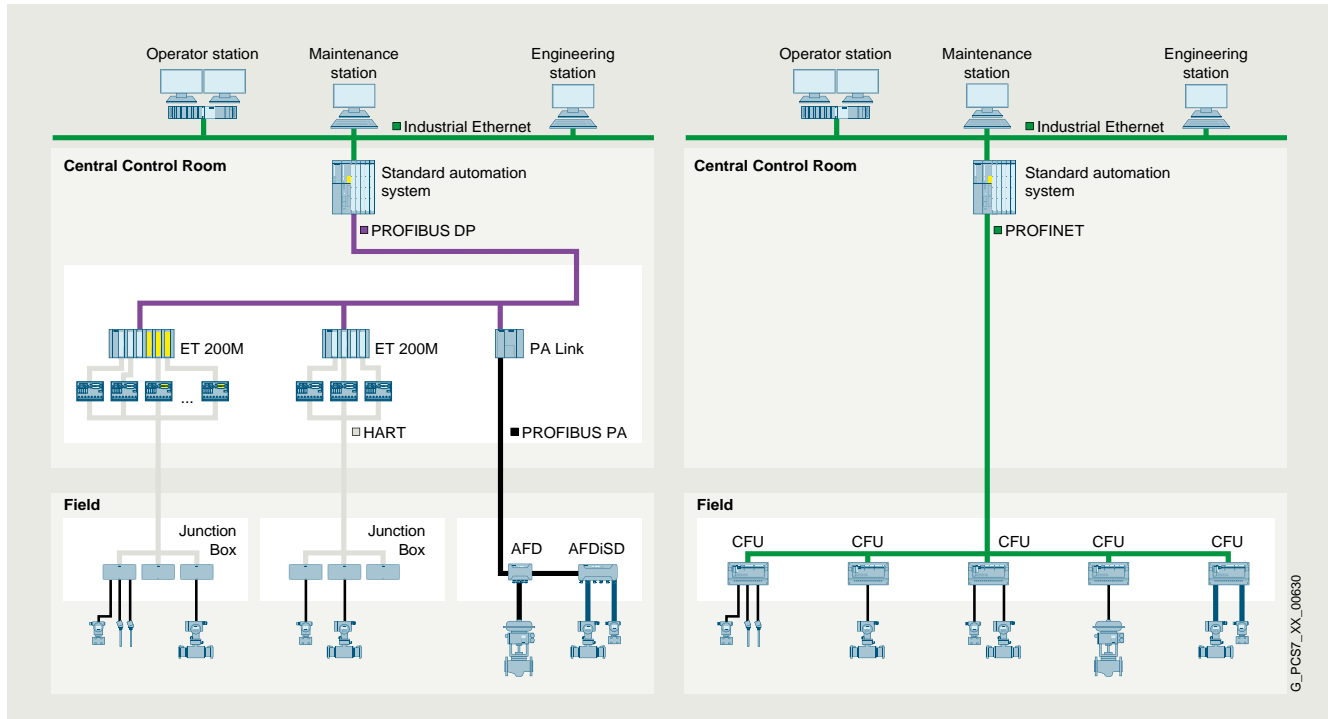 Operator station
Maintenance
station
Engineering
station
Industrial Ethernet
Central Control Room
Standard automation
system
PROFIBUS DP
ET 200M
ET 200M
PA Link
...
HART
PROFIBUS PA
Field
Junction
Box
Junction
Box
AFD
AFDiSD
Operator station
Maintenance
station
Engineering
station
Industrial Ethernet
Central Control Room
Standard automation
system
PROFINET
Field
CFU
CFU
CFU
CFU
CFU
G_PCS7_XX_00630